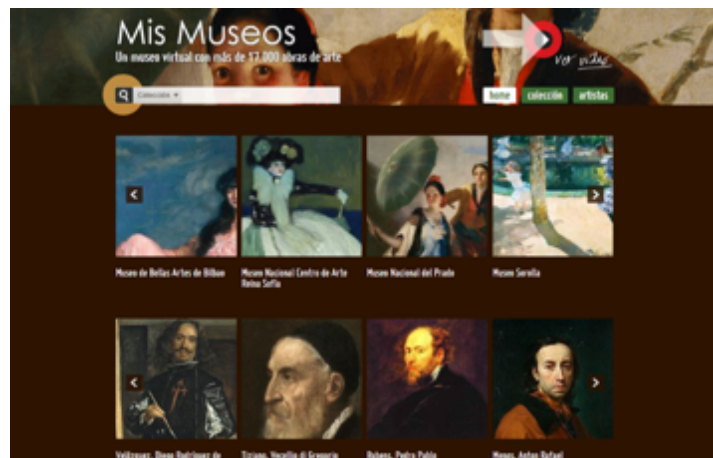 Mis Museos
Un museo virtual con más de 17.000 obras de arte
ver video
Colección
home
colección
artistas
Museo de Bellas Artes de Bilbao
Museo Nacional Centro de Arte
Reina Sofía
Museo Nacional del Prado
Museo Sorolla
Velázquez, Diego Rodríguez de
Tiziano, Vecellio di Gregorio
Rubens, Pedro Pablo
Mengs, Anton Rafael